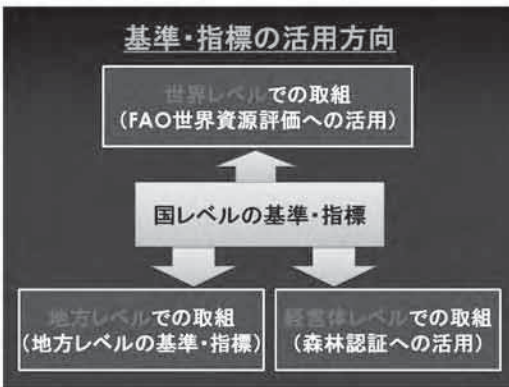 基準・指標の活用方向
世界レベルでの取組
(FAO世界資源評価への活用)
国レベルの基準・指標
地方レベルでの取組
(地方レベルの基準・指標)
経営体レベルでの取組
(森林認証への活用)